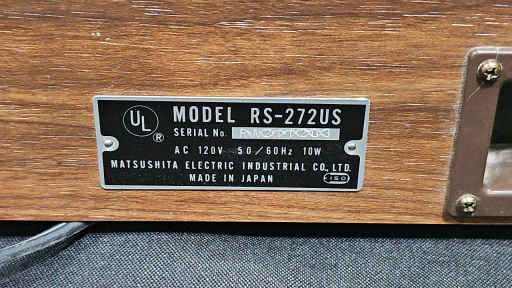 UL ®
MODEL RS-272US
SERIAL No.
AC 120V 50/60Hz 10W
MATSUSHITA ELECTRIC INDUSTRIAL CO., LTD.
MADE IN JAPAN
ISO